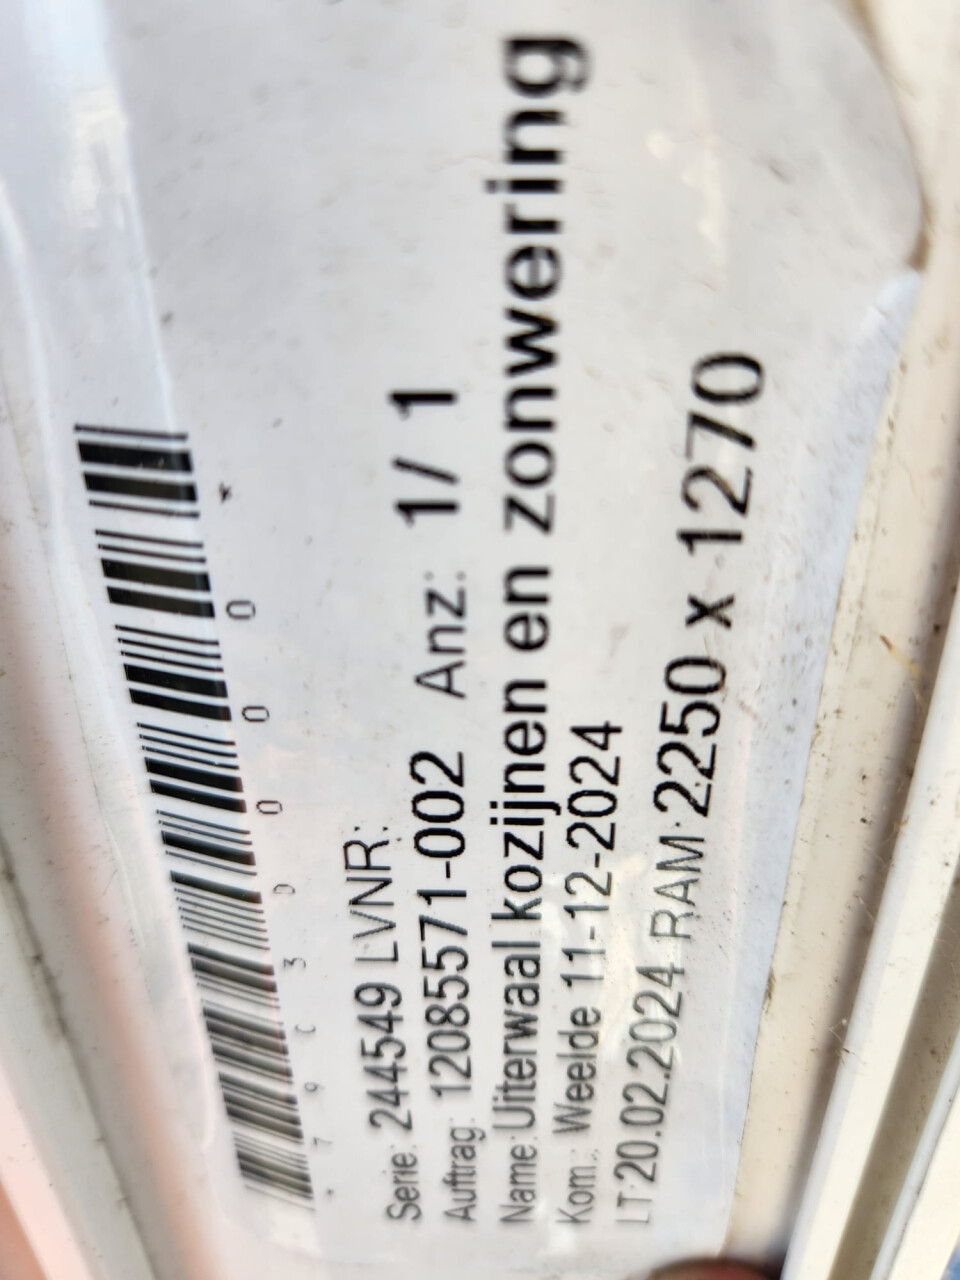 *79C3D0000*
Serie: 244549 LVNR:
Auftrag: 12085571-002 Anz: 1/ 1
Name: Uiterwaal kozijnen en zonwering
Kom.: Weelde 11-12-2024
LT:20.02.2024 RAM:2250 x 1270